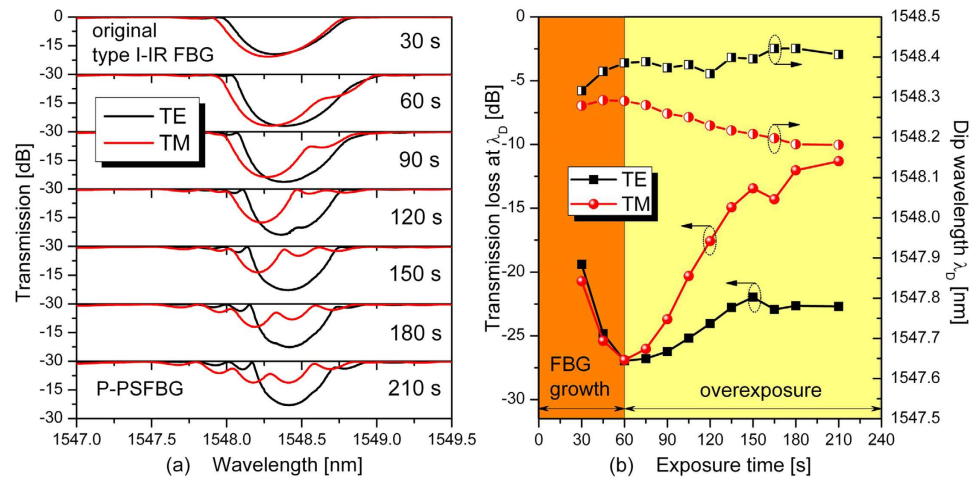 original
type I-IR FBG
30 s
60 s
TE
TM
90 s
120 s
150 s
180 s
P-PSFBG
210 s
0
-15
-30
-15
-30
-15
-30
-15
-30
-15
-30
-15
-30
-15
-30
Transmission [dB]
1547.0 1547.5 1548.0 1548.5 1549.0 1549.5
(a) Wavelength [nm]
0
-5
-10
-15
-20
-25
-30
Transmission loss at λD [dB]
TE
TM
FBG
growth
overexposure
1548.5
1548.4
1548.3
1548.2
1548.1
1548.0
1547.9
1547.8
1547.7
1547.6
1547.5
Dip wavelength λD [nm]
0 30 60 90 120 150 180 210 240
(b) Exposure time [s]